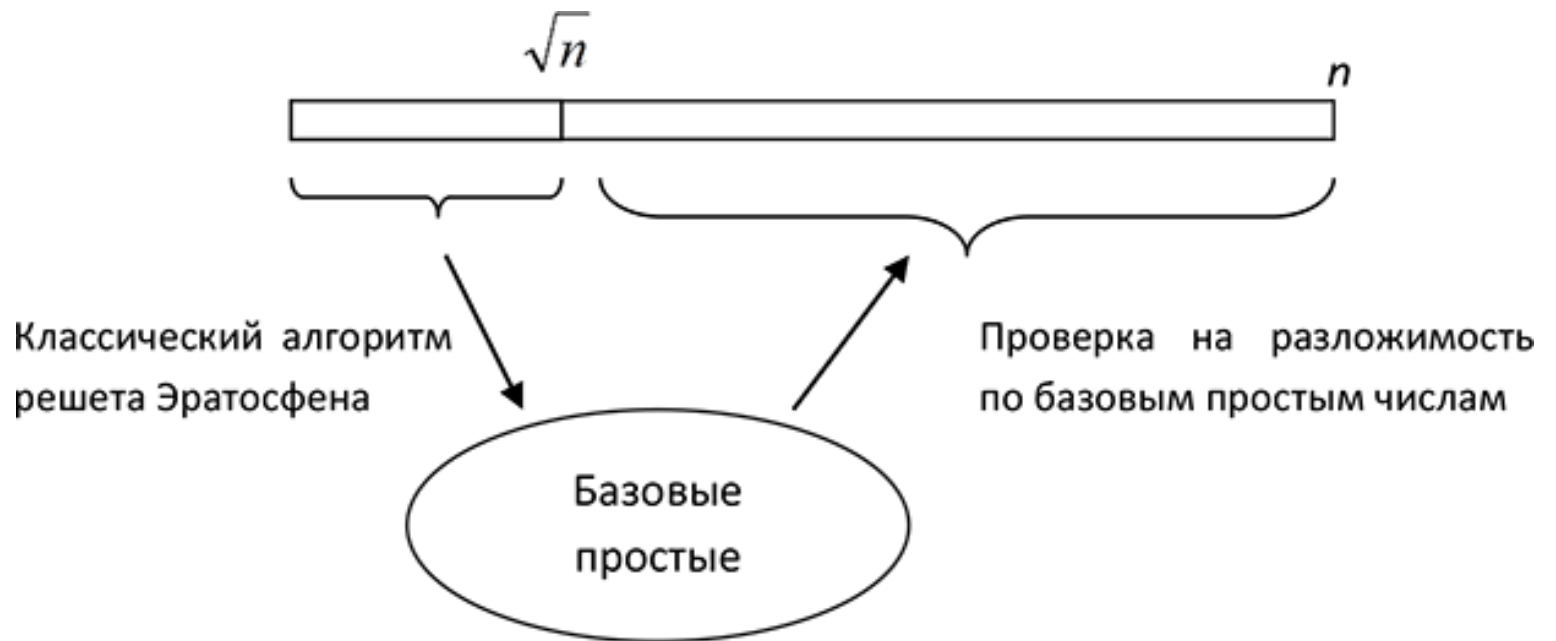 √n
n
Классический алгоритм
решета Эратосфена
Проверка на разложимость
по базовым простым числам
Базовые
простые